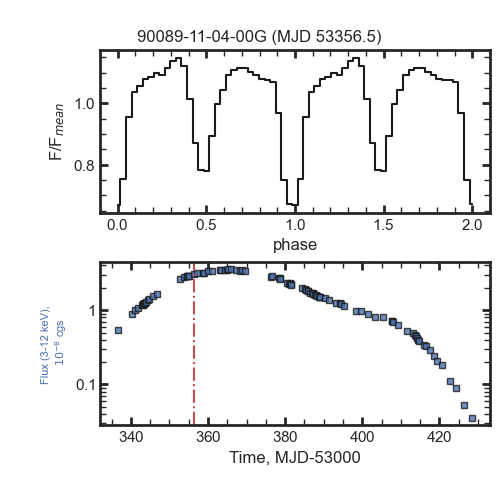 90089-11-04-00G (MJD 53356.5)
F/F_mean
1.0
0.8
0.0 0.5 1.0 1.5 2.0
phase
Flux (3-12 keV),
10⁻⁸ cgs
1
0.1
340 360 380 400 420
Time, MJD-53000